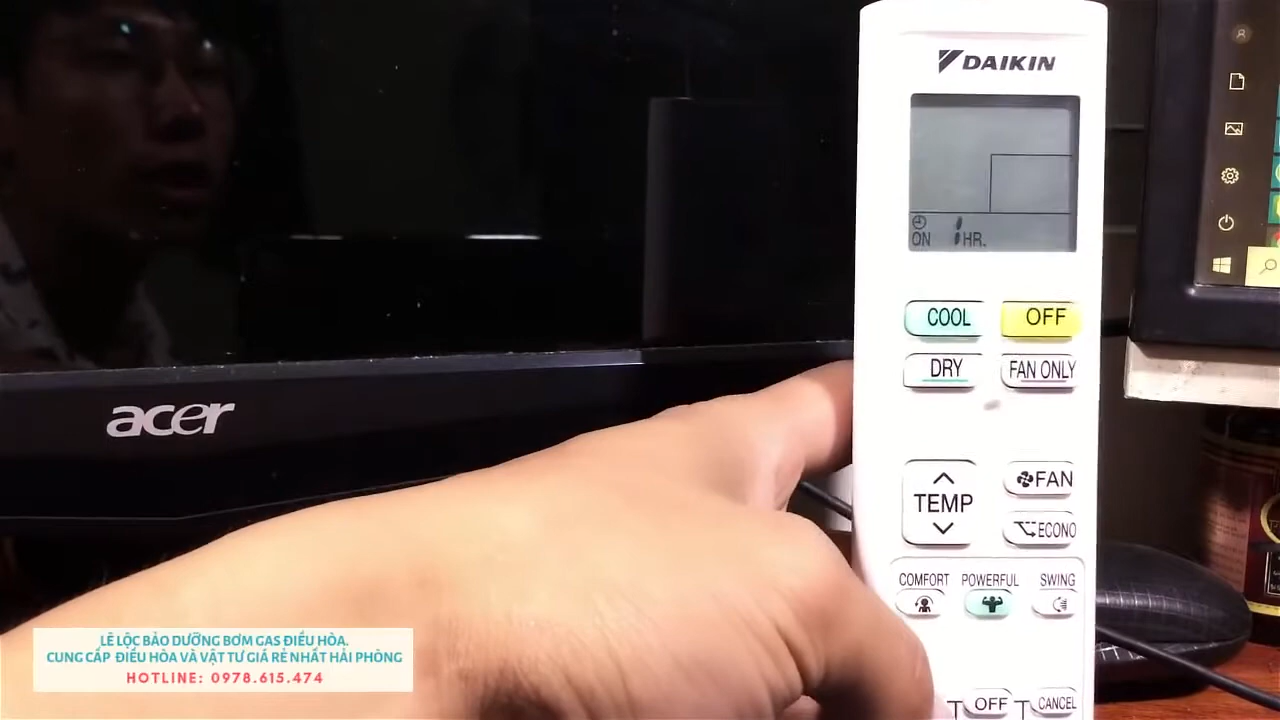 DAIKIN
ON 1 HR.
COOL
OFF
DRY
FAN ONLY
TEMP
FAN
ECONO
COMFORT
POWERFUL
SWING
OFF
CANCEL
acer
LÊ LỘC BẢO DƯỠNG BƠM GAS ĐIỀU HÒA.
CUNG CẤP ĐIỀU HÒA VÀ VẬT TƯ GIÁ RẺ NHẤT HẢI PHÒNG
HOTLINE: 0978.615.474